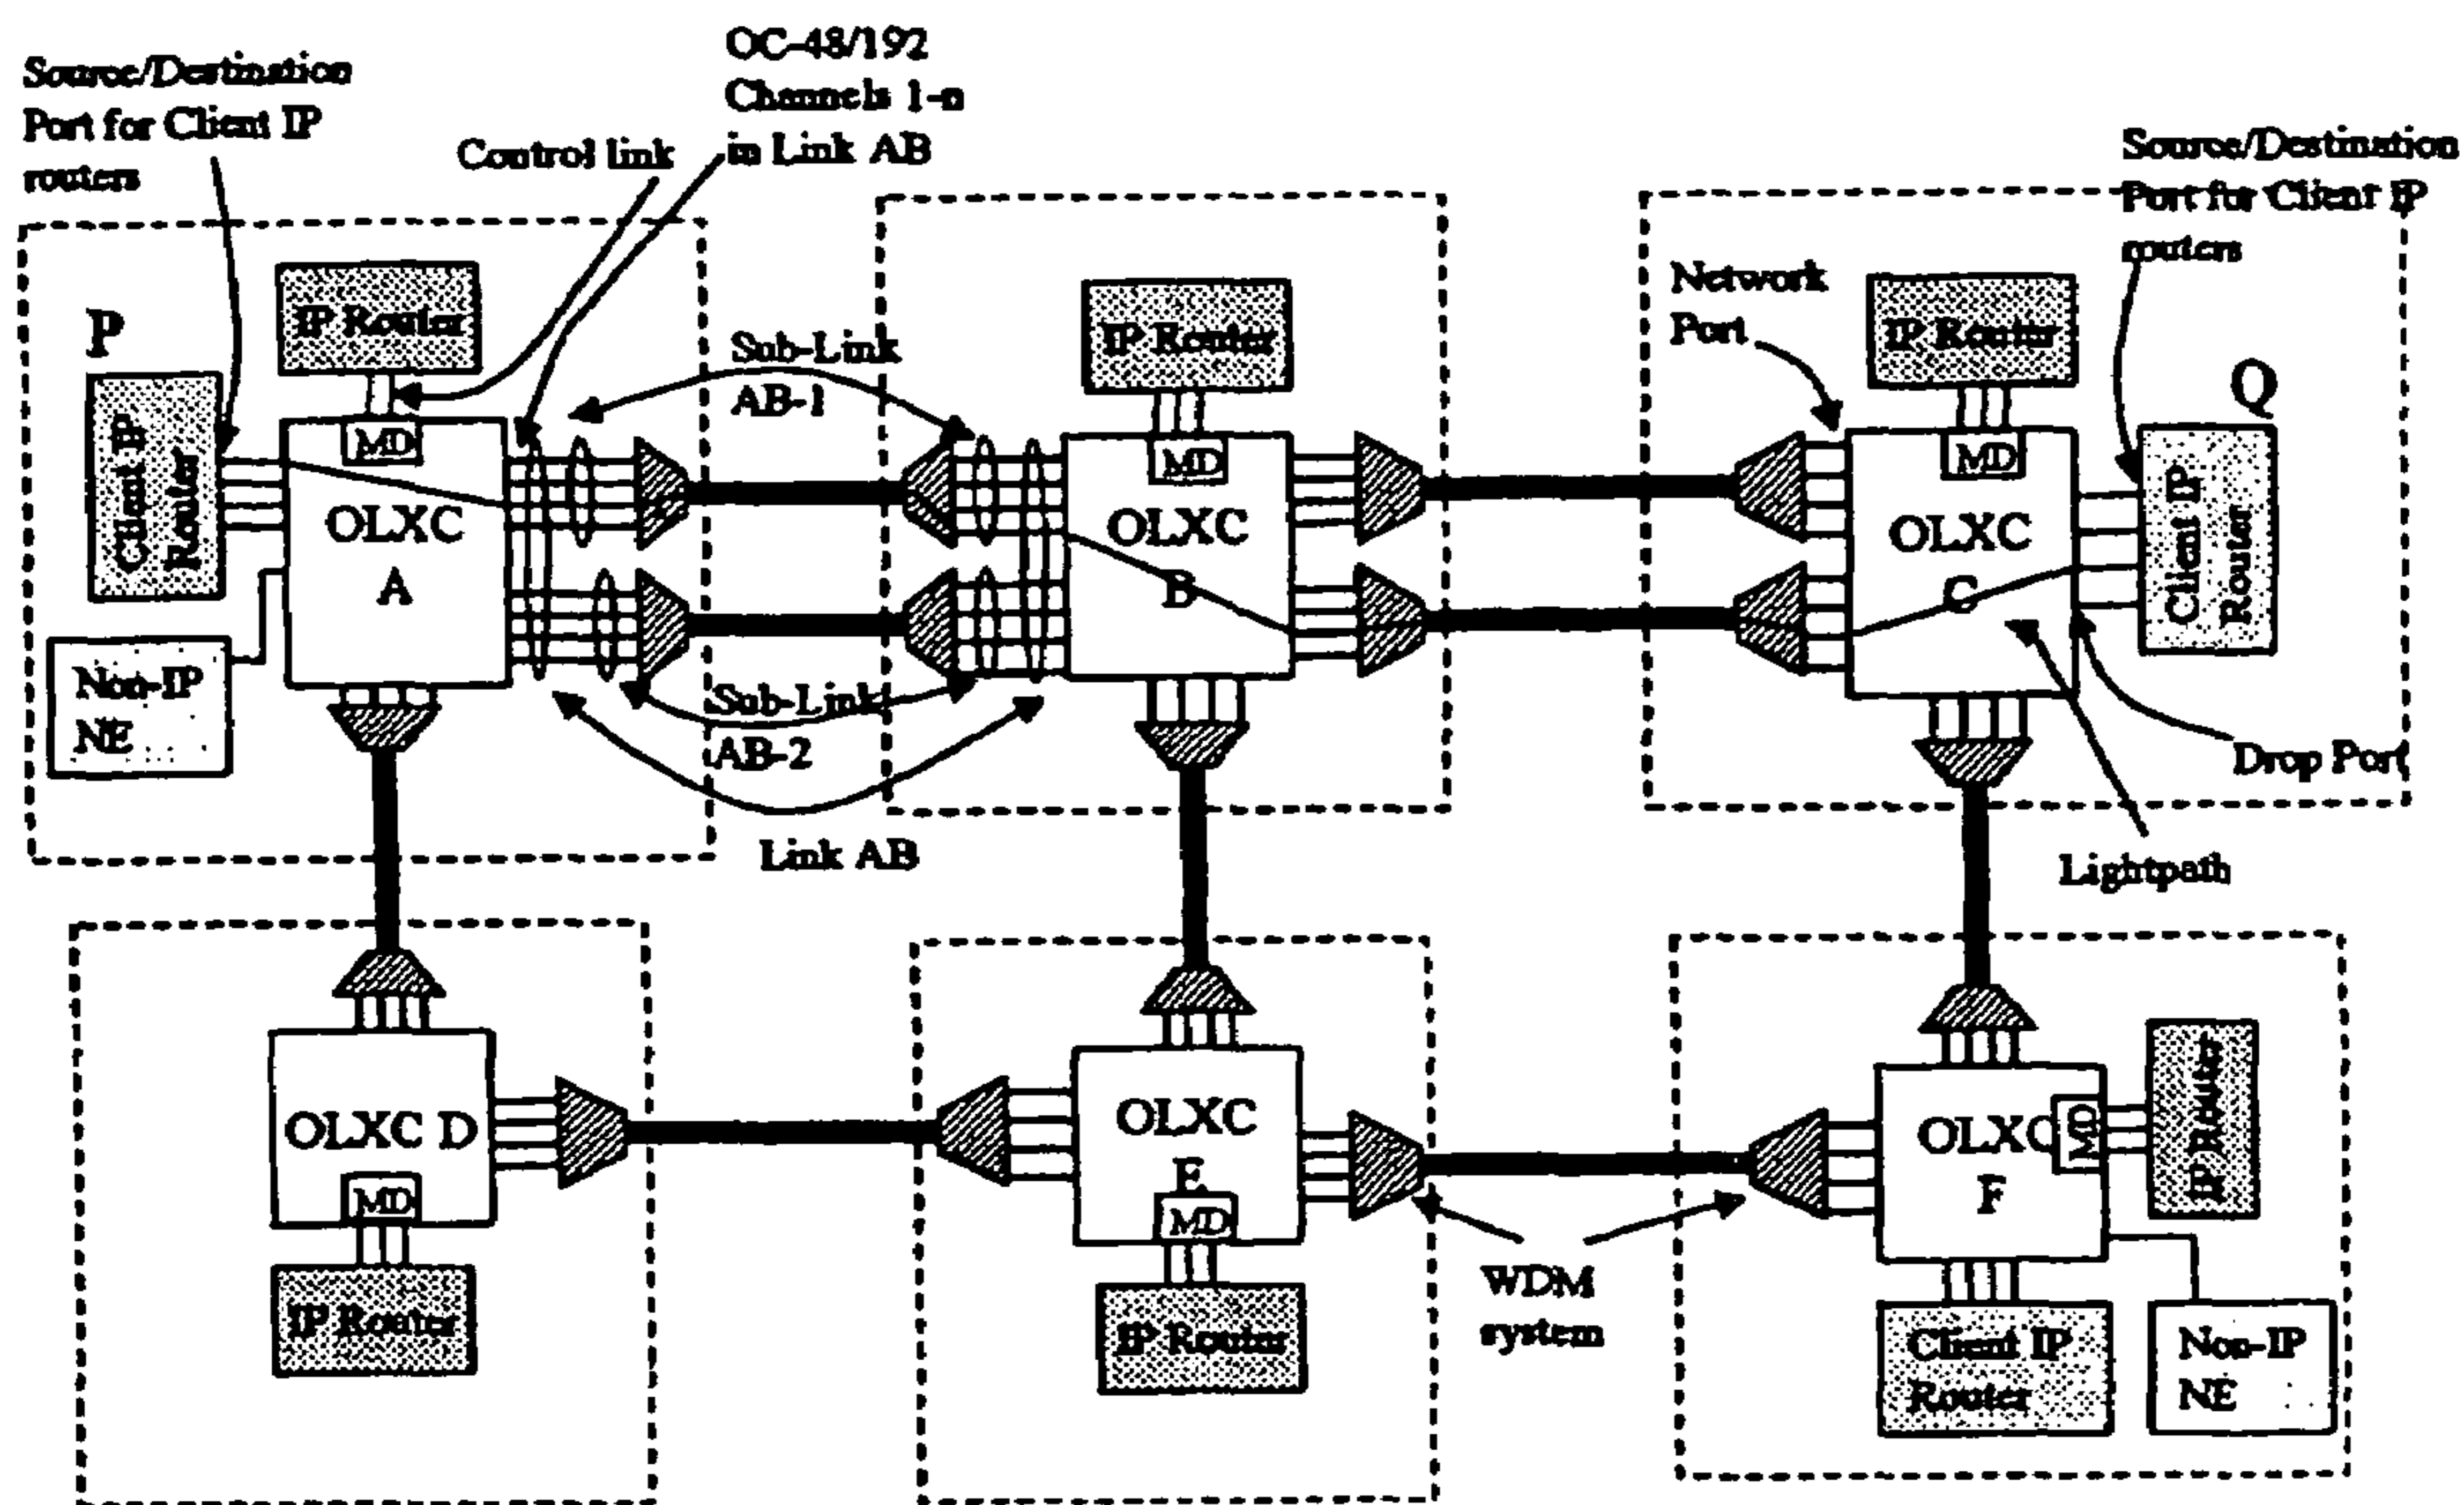 Source/Destination
Port for Client IP
routers
Control link
OC-48/192
Channels 1-n
in Link AB
Source/Destination
Port for Client IP
routers
P
IP Router
Client IP
Router
MD
OLXC
A
Non-IP
NE
Sub-Link
AB-1
Sub-Link
AB-2
Link AB
IP Router
MD
OLXC
B
Network
Port
IP Router
MD
OLXC
C
Q
Client IP
Router
Drop Port
Lightpath
OLXC D
MD
IP Router
OLXC
E
MD
IP Router
WDM
system
OLXC
F
MD
IP Router
Client IP
Router
Non-IP
NE